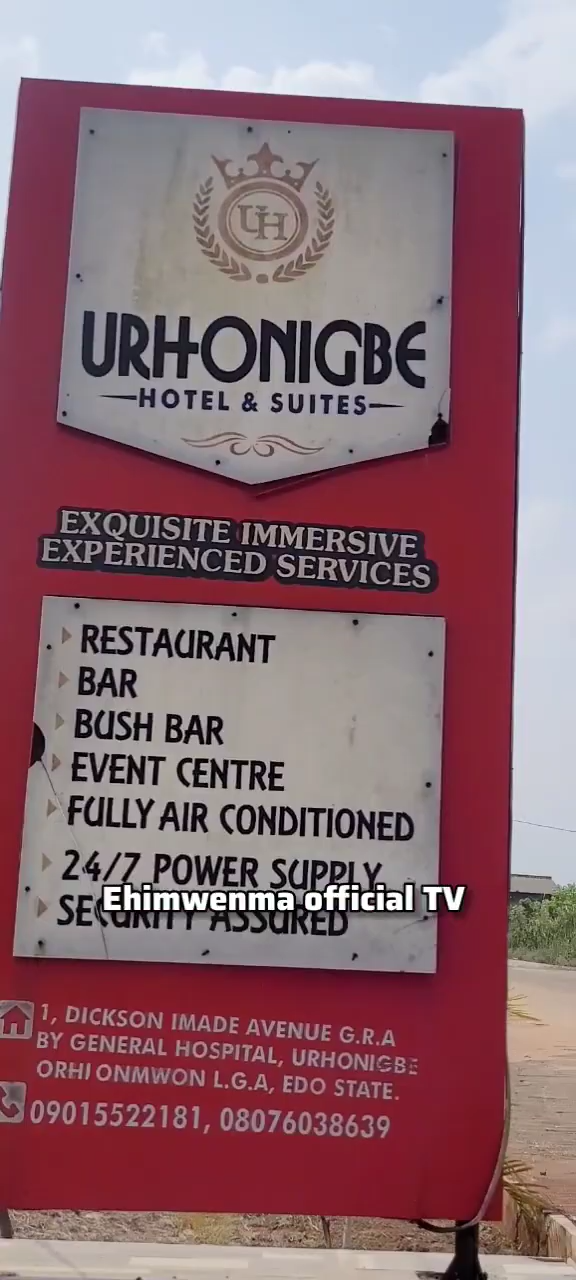 UH
URHONIGBE
HOTEL & SUITES
EXQUISITE IMMERSIVE
EXPERIENCED SERVICES
RESTAURANT
BAR
BUSH BAR
EVENT CENTRE
FULLY AIR CONDITIONED
24/7 POWER SUPPLY
Ehimwenma official TV
SECURITY ASSURED
1, DICKSON IMADE AVENUE G.R.A
BY GENERAL HOSPITAL, URHONIGBE
ORHI ONMWON L.G.A, EDO STATE.
09015522181, 08076038639